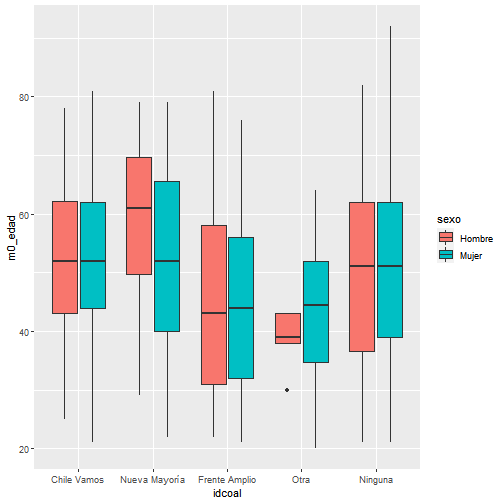 80
60
40
20
m0_edad
Chile Vamos
Nueva Mayoría
Frente Amplio
Otra
Ninguna
idcoal
sexo
Hombre
Mujer